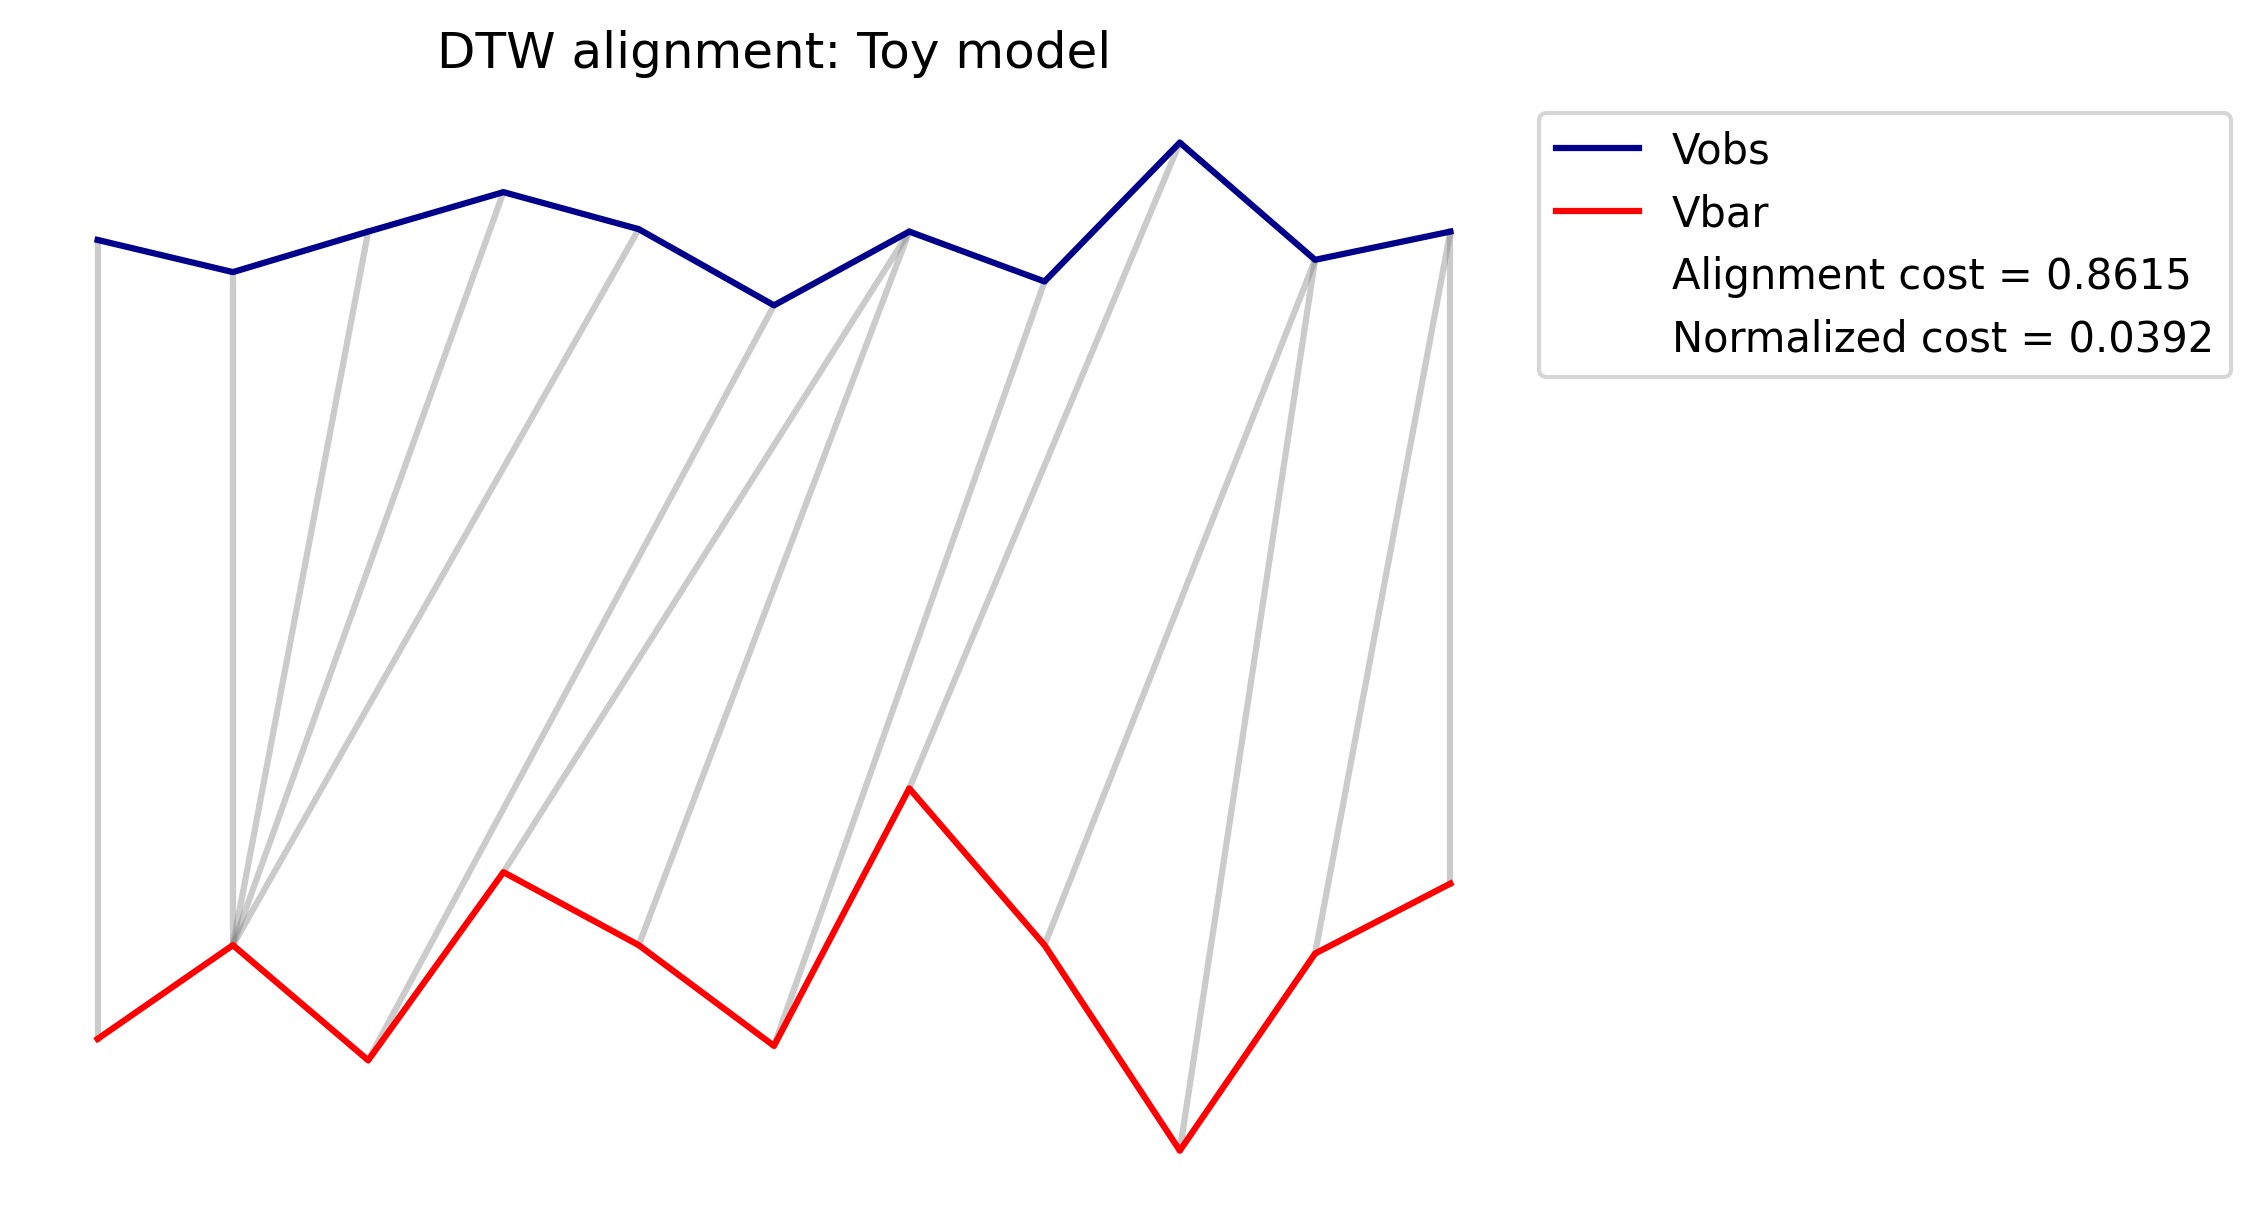 DTW alignment: Toy model
Vobs
Vbar
Alignment cost = 0.8615
Normalized cost = 0.0392